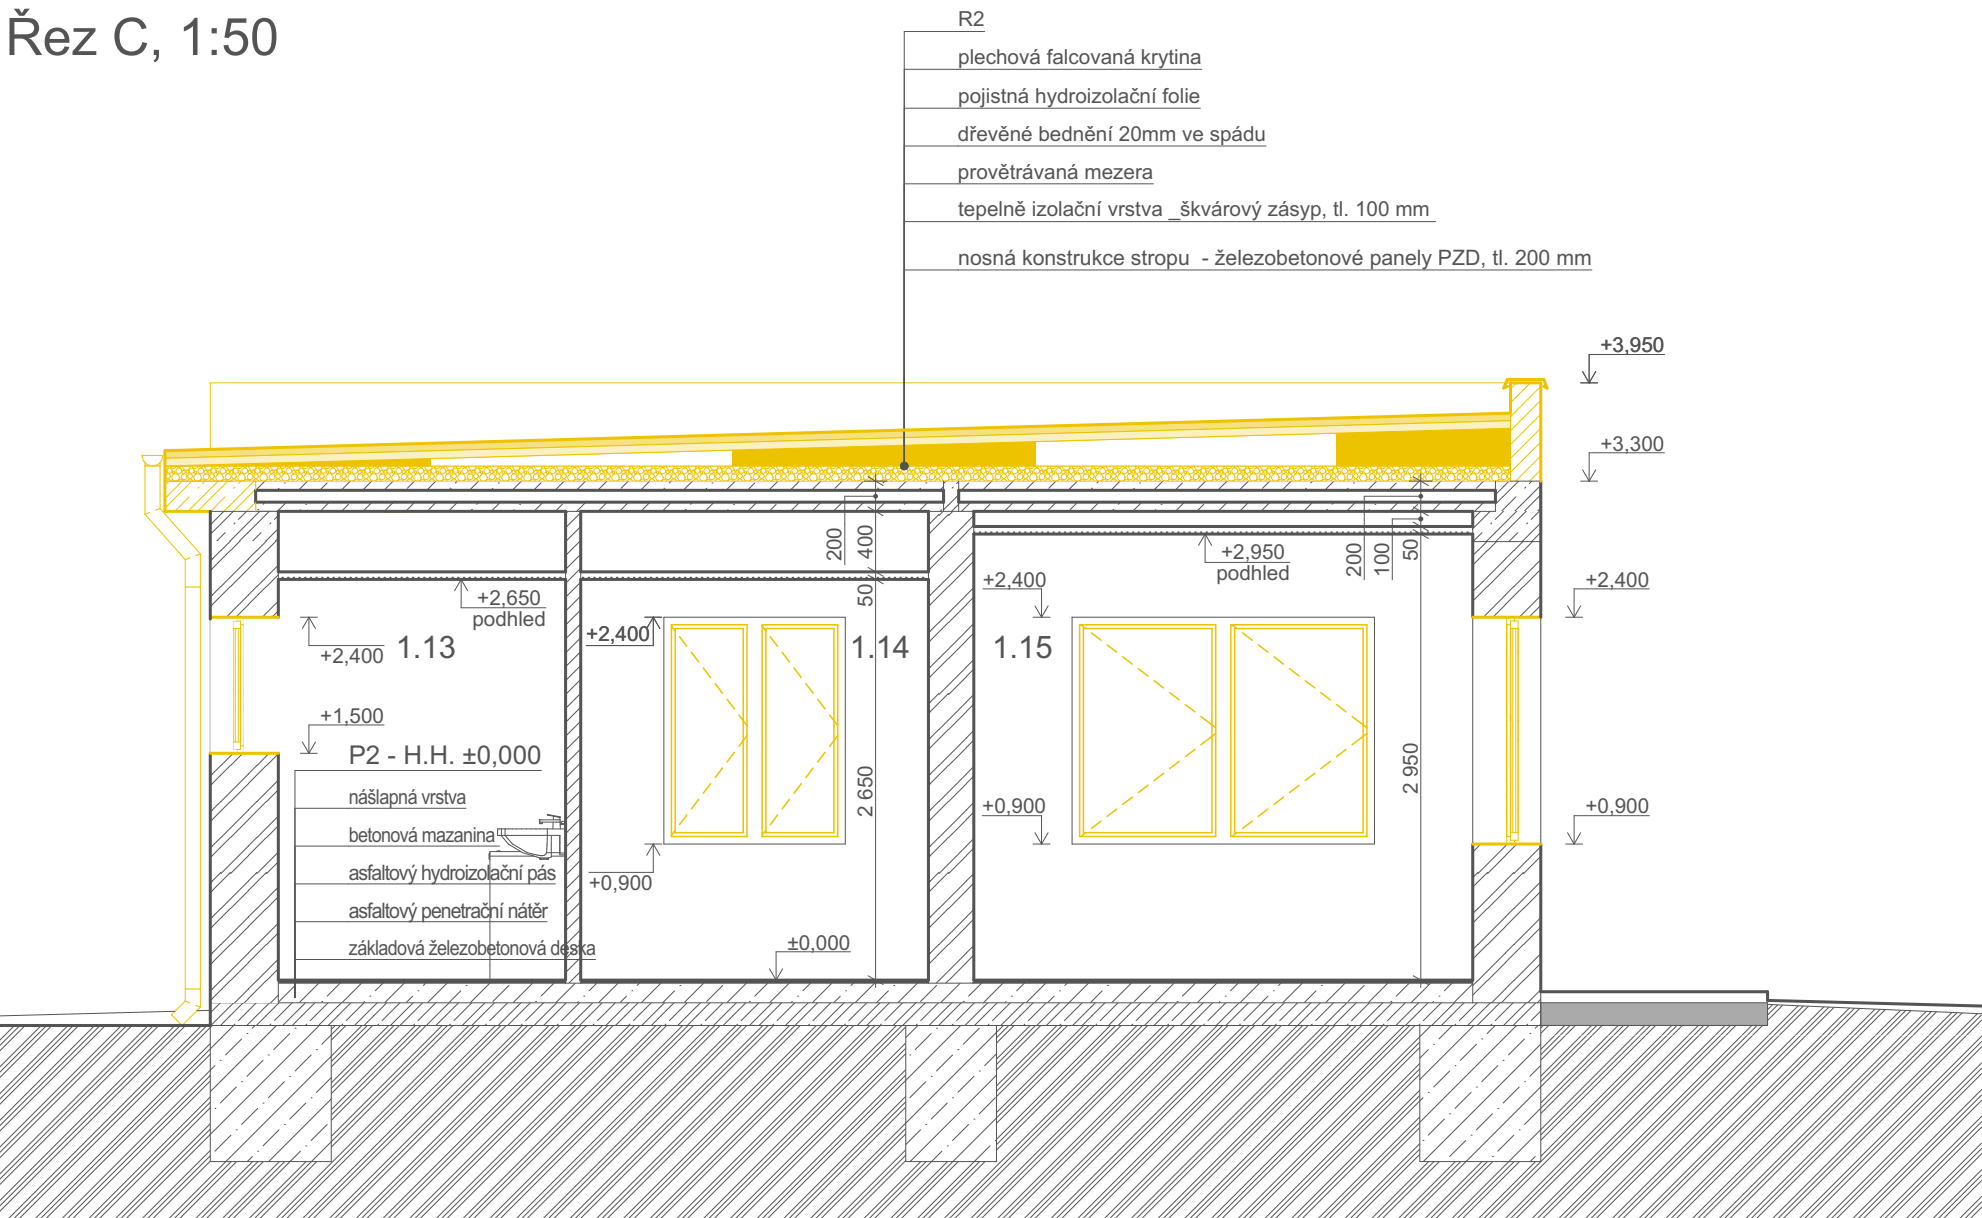 Řez C, 1:50
R2
plechová falcovaná krytina
pojistná hydroizolační folie
dřevěné bednění 20mm ve spádu
provětrávaná mezera
tepelně izolační vrstva _škvárový zásyp, tl. 100 mm
nosná konstrukce stropu - železobetonové panely PZD, tl. 200 mm
+3,950
+3,300
200
400
50
+2,950
podhled
200
100
50
+2,650
podhled
+2,400
+2,400
+2,400
+2,400
1.13
1.14
1.15
+1,500
P2 - H.H. ±0,000
nášlapná vrstva
betonová mazanina
asfaltový hydroizolační pás
asfaltový penetrační nátěr
základová železobetonová deska
2 650
2 950
+0,900
+0,900
+0,900
±0,000